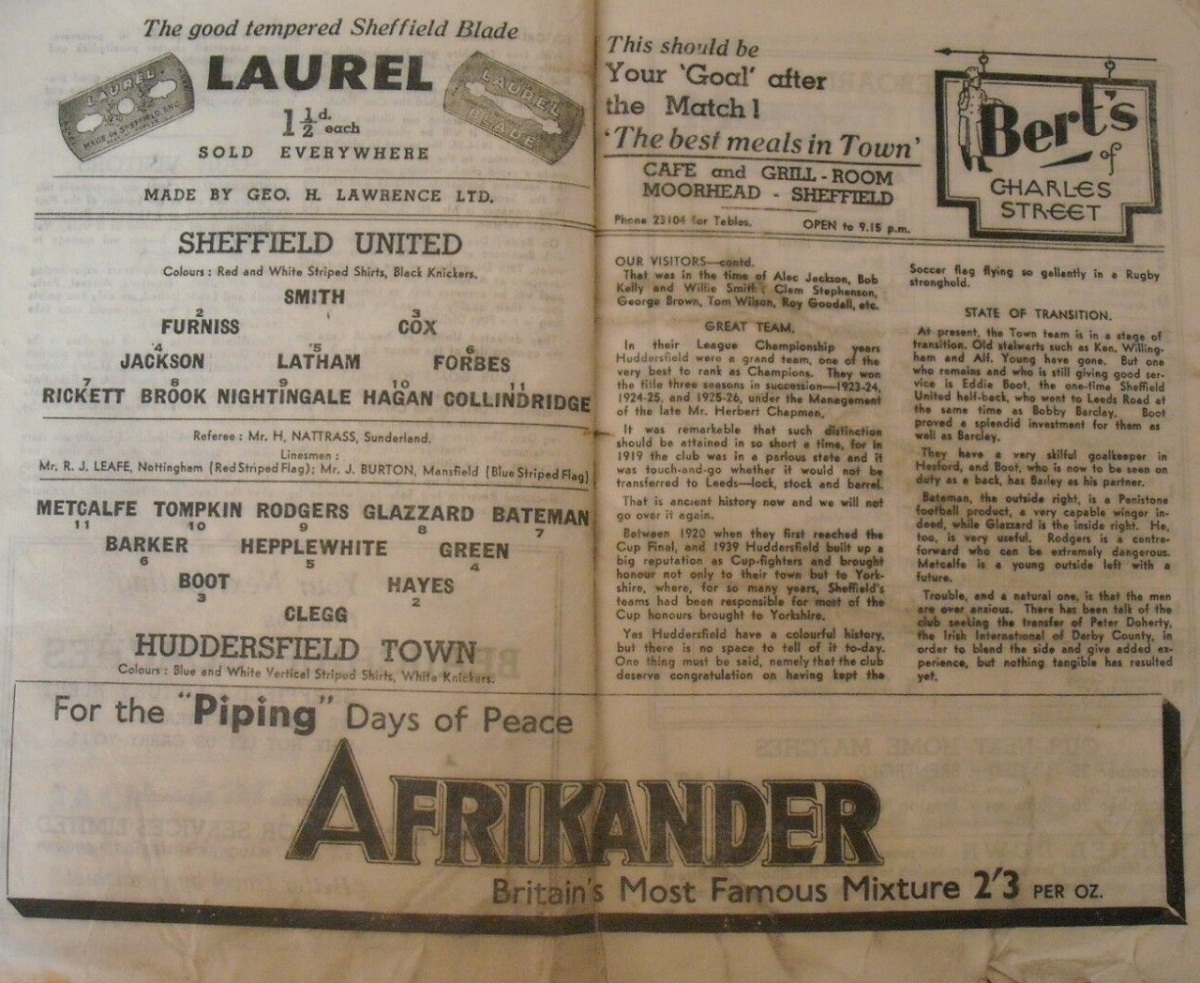 The good tempered Sheffield Blade
LAUREL
LAUREL
MADE IN SHEFFIELD ENG.
LAUREL
BLADE
1½d. each
SOLD EVERYWHERE
MADE BY GEO. H. LAWRENCE LTD.
SHEFFIELD UNITED
Colours : Red and White Striped Shirts, Black Knickers.
SMITH
2 3
FURNISS COX
4 5 6
JACKSON LATHAM FORBES
7 8 9 10 11
RICKETT BROOK NIGHTINGALE HAGAN COLLINDRIDGE
Referee : Mr. H. NATTRASS, Sunderland.
Linesmen :
Mr. R. J. LEAFE, Nottingham (Red Striped Flag); Mr. J. BURTON, Mansfield (Blue Striped Flag)
METCALFE TOMPKIN RODGERS GLAZZARD BATEMAN
11 10 9 8 7
BARKER HEPPLEWHITE GREEN
6 5 4
BOOT HAYES
3 2
CLEGG
HUDDERSFIELD TOWN
Colours : Blue and White Vertical Striped Shirts, White Knickers.
This should be
Your 'Goal' after
the Match!
'The best meals in Town'
CAFE and GRILL-ROOM
MOORHEAD - SHEFFIELD
Phone 23104 for Tables. OPEN to 9.15 p.m.
Bert's
of
CHARLES
STREET
OUR VISITORS—contd.
That was in the time of Alec Jackson, Bob
Kelly and Willie Smith ; Clem Stephenson,
George Brown, Tom Wilson, Roy Goodall, etc.
GREAT TEAM.
In their League Championship years
Huddersfield were a grand team, one of the
very best to rank as Champions. They won
the title three seasons in succession—1923-24,
1924-25, and 1925-26, under the Management
of the late Mr. Herbert Chapman.
It was remarkable that such distinction
should be attained in so short a time, for in
1919 the club was in a parlous state and it
was touch-and-go whether it would not be
transferred to Leeds—lock, stock and barrel.
That is ancient history now and we will not
go over it again.
Between 1920 when they first reached the
Cup Final, and 1939 Huddersfield built up a
big reputation as Cup-fighters and brought
honour not only to their town but to York-
shire, where, for so many years, Sheffield's
teams had been responsible for most of the
Cup honours brought to Yorkshire.
Yes Huddersfield have a colourful history,
but there is no space to tell of it to-day.
One thing must be said, namely that the club
deserve congratulation on having kept the
Soccer flag flying so gallantly in a Rugby
stronghold.
STATE OF TRANSITION.
At present, the Town team is in a stage of
transition. Old stalwarts such as Ken. Willing-
ham and Alf. Young have gone. But one
who remains and who is still giving good ser-
vice is Eddie Boot, the one-time Sheffield
United half-back, who went to Leeds Road at
the same time as Bobby Barclay. Boot
proved a splendid investment for them as
well as Barclay.
They have a very skilful goalkeeper in
Hesford, and Boot, who is now to be seen on
duty as a back, has Bailey as his partner.
Bateman, the outside right, is a Penistone
football product, a very capable winger in-
deed, while Glazzard is the inside right. He,
too, is very useful. Rodgers is a centre-
forward who can be extremely dangerous.
Metcalfe is a young outside left with a
future.
Trouble, and a natural one, is that the men
are over anxious. There has been talk of the
club seeking the transfer of Peter Doherty,
the Irish International of Derby County, in
order to blend the side and give added ex-
perience, but nothing tangible has resulted
yet.
For the "Piping" Days of Peace
AFRIKANDER
Britain's Most Famous Mixture 2'3 PER OZ.